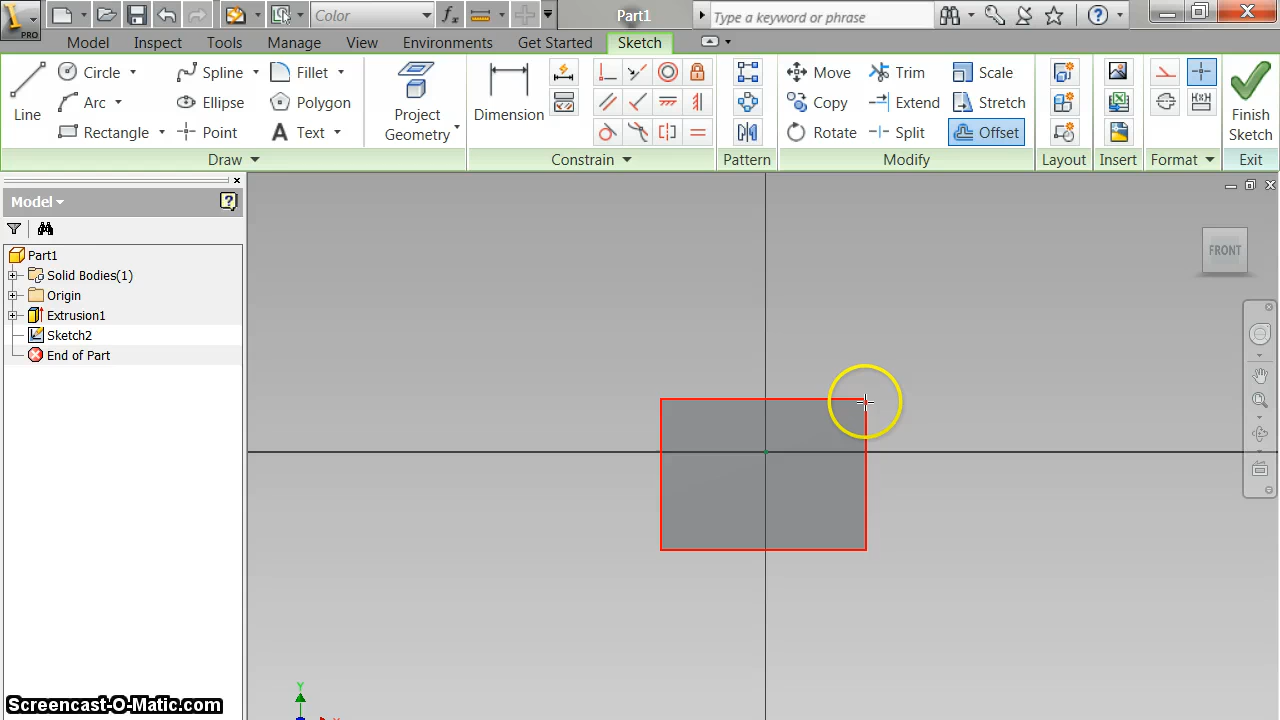 PRO
Color
Part1
Type a keyword or phrase
Model Inspect Tools Manage View Environments Get Started Sketch
Line
Circle
Arc
Rectangle
Spline
Ellipse
Point
Fillet
Polygon
Text
Project
Geometry
Dimension
Move
Copy
Rotate
Trim
Extend
Split
Scale
Stretch
Offset
Finish
Sketch
Draw Constrain Pattern Modify Layout Insert Format Exit
Model
Part1
Solid Bodies(1)
Origin
Extrusion1
Sketch2
End of Part
FRONT
Y
Screencast-O-Matic.com